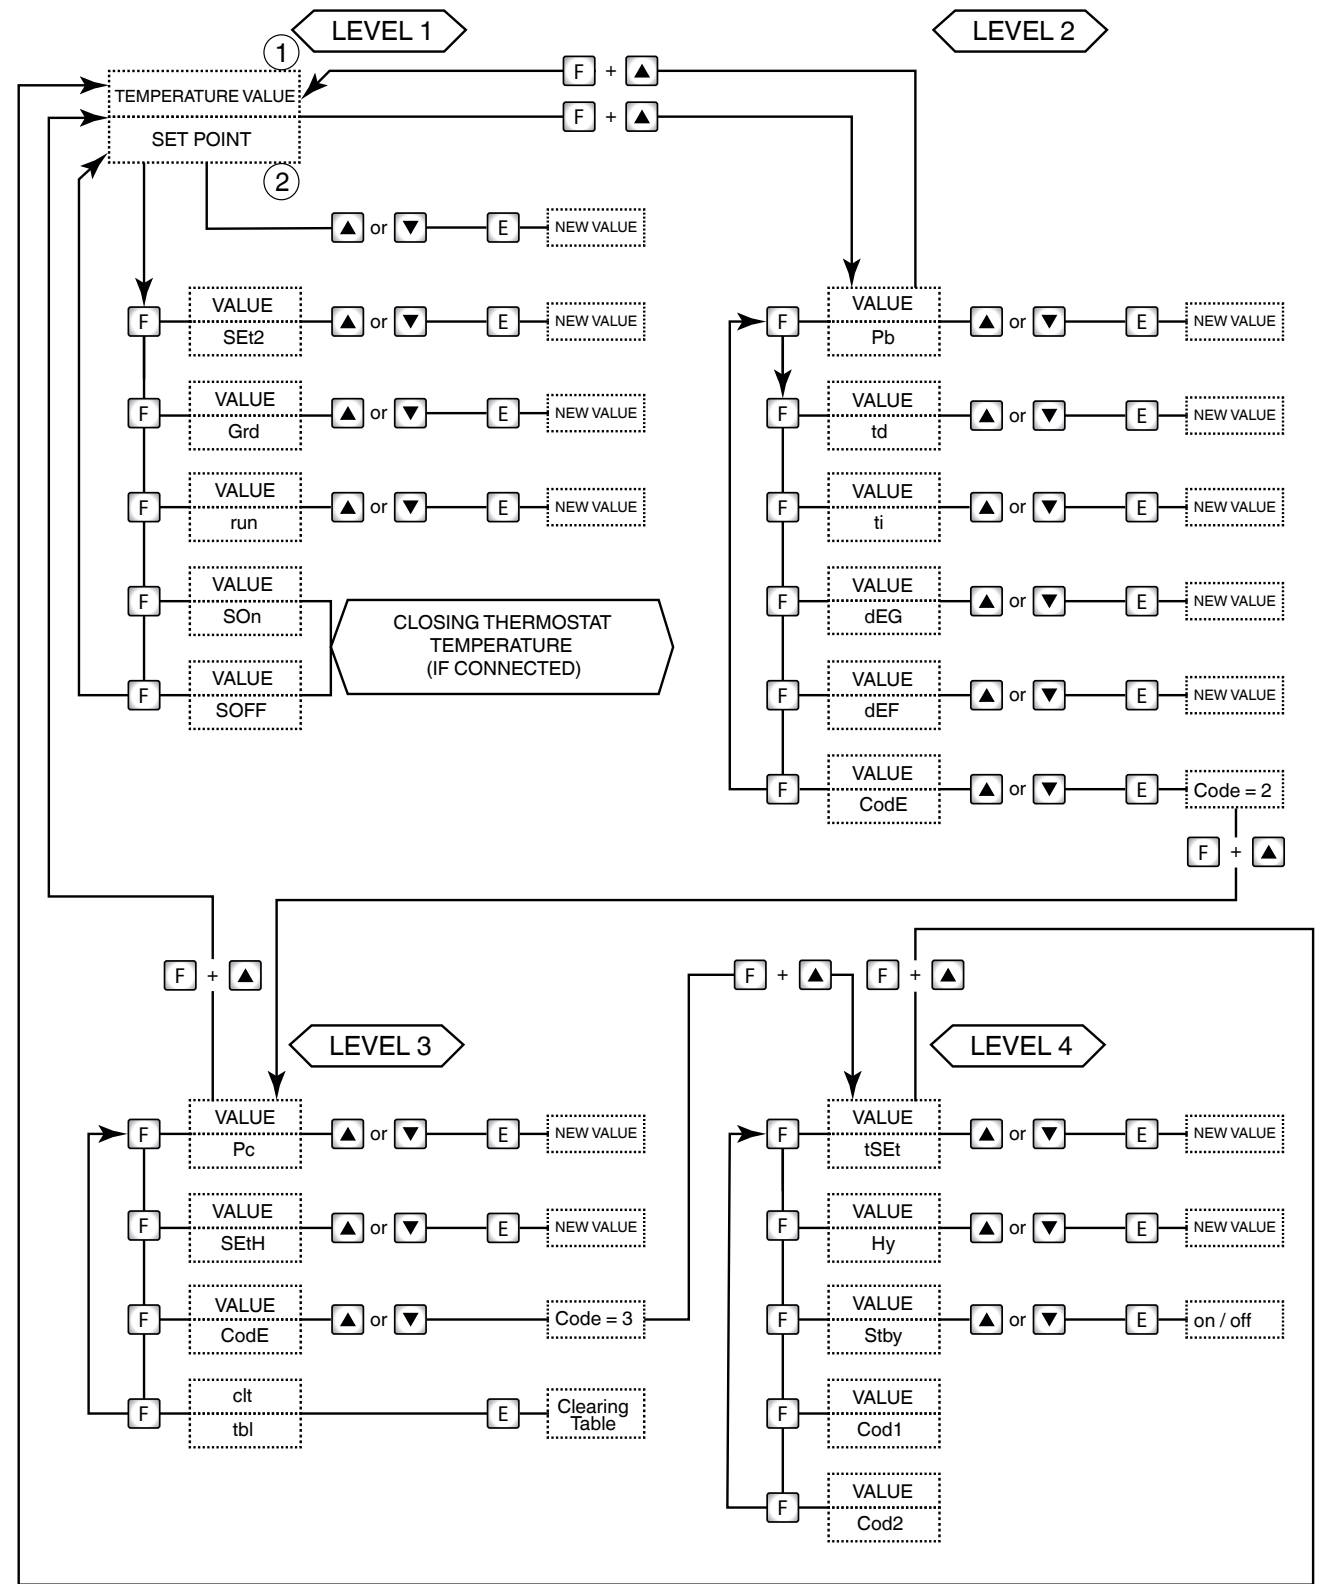 LEVEL 1
1
TEMPERATURE VALUE
SET POINT
2
F + ▲
F + ▲
▲ or ▼ E NEW VALUE
F VALUE SEt2 ▲ or ▼ E NEW VALUE
F VALUE Grd ▲ or ▼ E NEW VALUE
F VALUE run ▲ or ▼ E NEW VALUE
F VALUE SOn
F VALUE SOFF
CLOSING THERMOSTAT
TEMPERATURE
(IF CONNECTED)
LEVEL 2
F VALUE Pb ▲ or ▼ E NEW VALUE
F VALUE td ▲ or ▼ E NEW VALUE
F VALUE ti ▲ or ▼ E NEW VALUE
F VALUE dEG ▲ or ▼ E NEW VALUE
F VALUE dEF ▲ or ▼ E NEW VALUE
F VALUE CodE ▲ or ▼ E Code = 2
F + ▲
F + ▲
LEVEL 3
F VALUE Pc ▲ or ▼ E NEW VALUE
F VALUE SEtH ▲ or ▼ E NEW VALUE
F VALUE CodE ▲ or ▼ Code = 3
F clt tbl E Clearing Table
F + ▲
F + ▲
LEVEL 4
F VALUE tSEt ▲ or ▼ E NEW VALUE
F VALUE Hy ▲ or ▼ E NEW VALUE
F VALUE Stby ▲ or ▼ E on / off
F VALUE Cod1
F VALUE Cod2